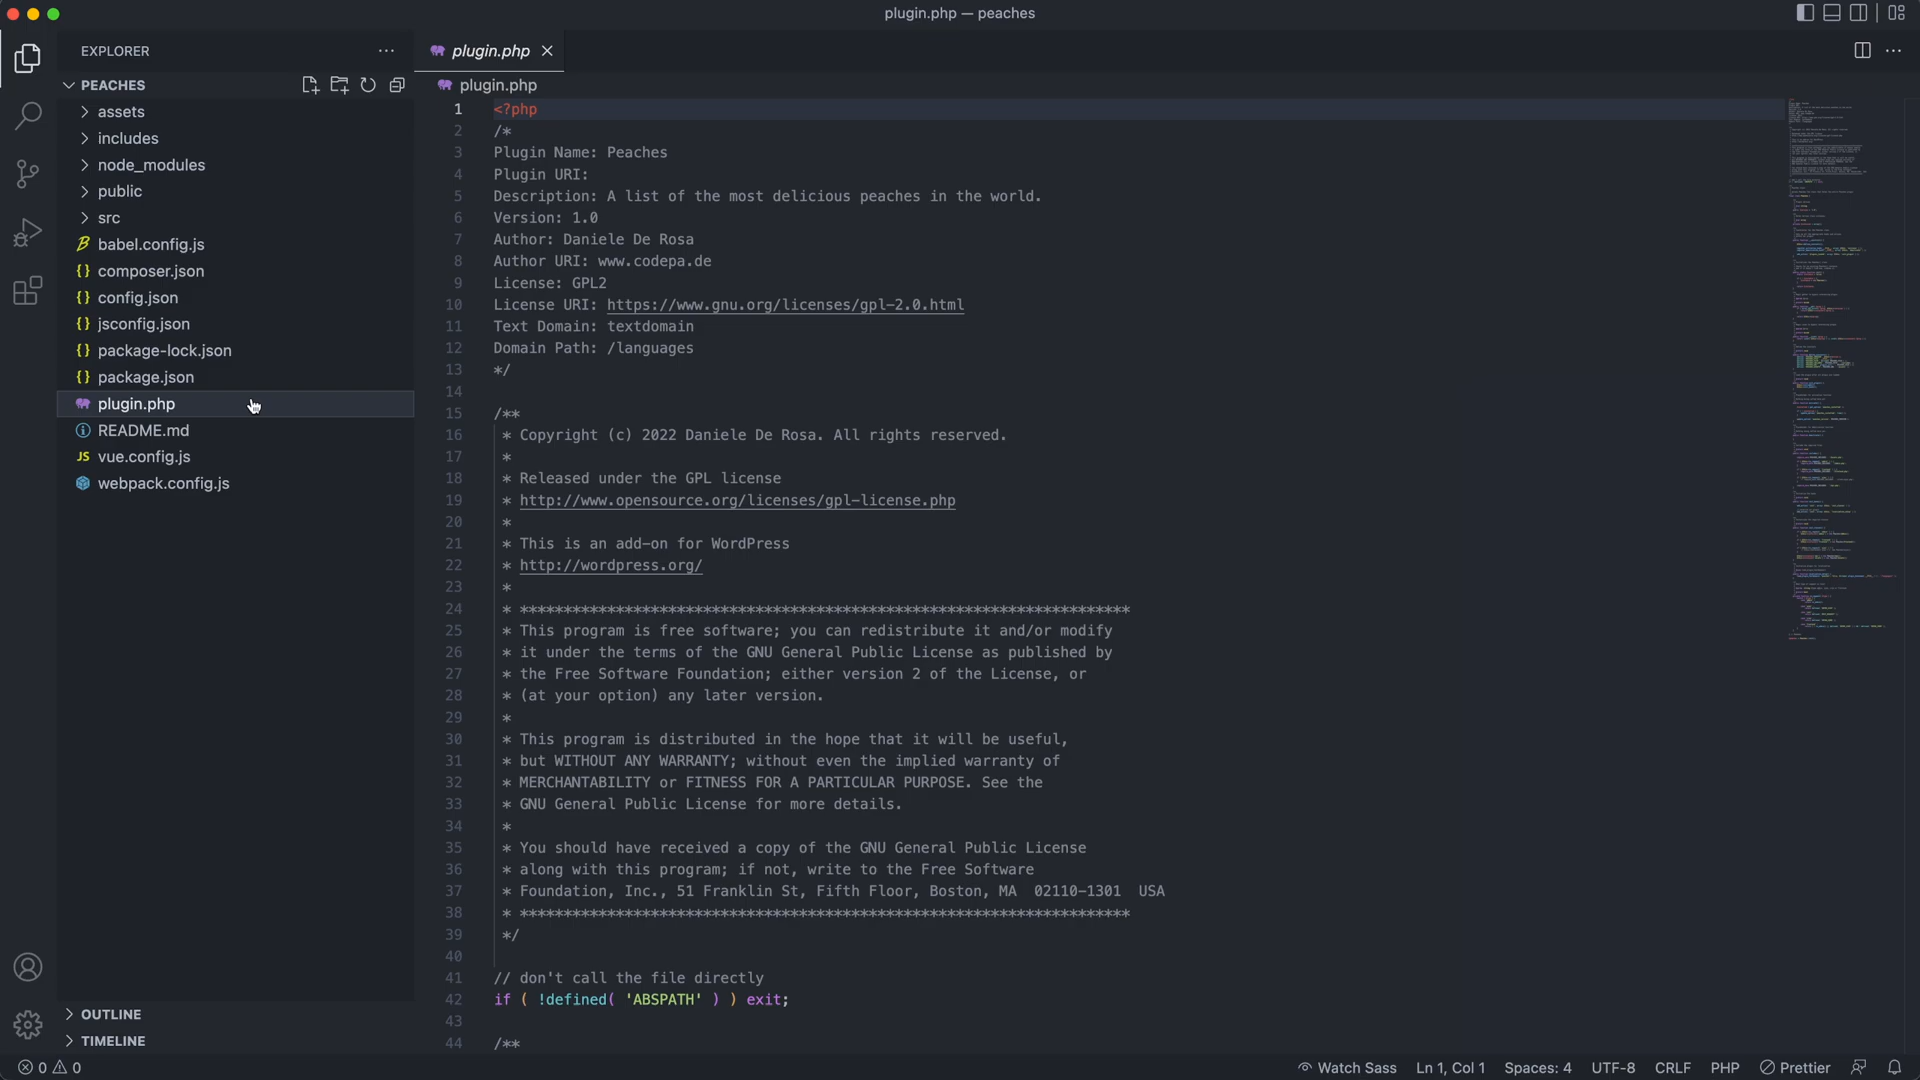 plugin.php — peaches
EXPLORER
PEACHES
assets
includes
node_modules
public
src
babel.config.js
{} composer.json
{} config.json
{} jsconfig.json
{} package-lock.json
{} package.json
plugin.php
README.md
JS vue.config.js
webpack.config.js
OUTLINE
TIMELINE
plugin.php
plugin.php
1 <?php
2 /*
3 Plugin Name: Peaches
4 Plugin URI:
5 Description: A list of the most delicious peaches in the world.
6 Version: 1.0
7 Author: Daniele De Rosa
8 Author URI: www.codepa.de
9 License: GPL2
10 License URI: https://www.gnu.org/licenses/gpl-2.0.html
11 Text Domain: textdomain
12 Domain Path: /languages
13 */
14
15 /**
16 * Copyright (c) 2022 Daniele De Rosa. All rights reserved.
17 *
18 * Released under the GPL license
19 * http://www.opensource.org/licenses/gpl-license.php
20 *
21 * This is an add-on for WordPress
22 * http://wordpress.org/
23 *
24 * **********************************************************************
25 * This program is free software; you can redistribute it and/or modify
26 * it under the terms of the GNU General Public License as published by
27 * the Free Software Foundation; either version 2 of the License, or
28 * (at your option) any later version.
29 *
30 * This program is distributed in the hope that it will be useful,
31 * but WITHOUT ANY WARRANTY; without even the implied warranty of
32 * MERCHANTABILITY or FITNESS FOR A PARTICULAR PURPOSE. See the
33 * GNU General Public License for more details.
34 *
35 * You should have received a copy of the GNU General Public License
36 * along with this program; if not, write to the Free Software
37 * Foundation, Inc., 51 Franklin St, Fifth Floor, Boston, MA  02110-1301  USA
38 * **********************************************************************
39 */
40
41 // don't call the file directly
42 if ( !defined( 'ABSPATH' ) ) exit;
43
44 /**
0 0 Watch Sass Ln 1, Col 1 Spaces: 4 UTF-8 CRLF PHP Prettier